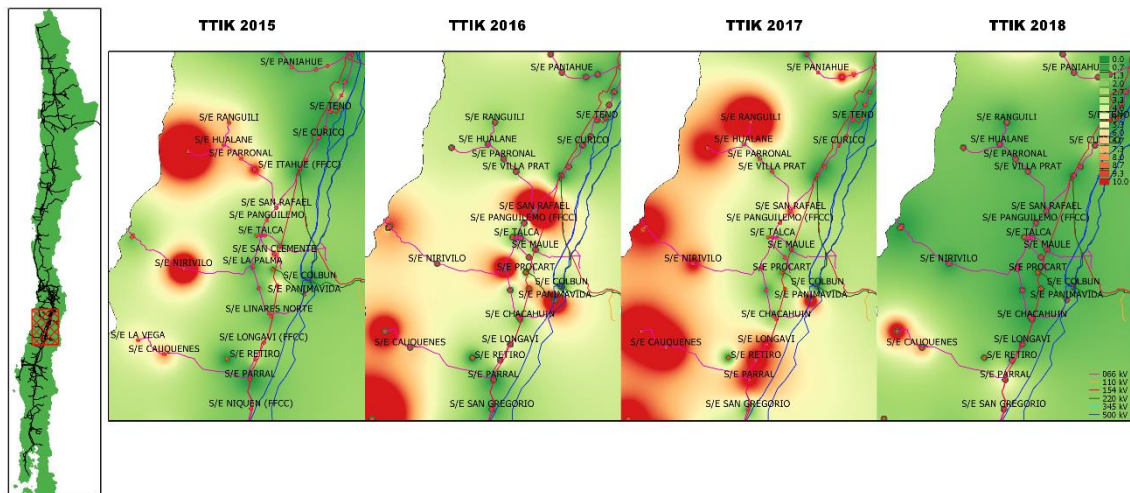 TTIK 2015
TTIK 2016
TTIK 2017
TTIK 2018
S/E PANIAHUE
S/E TENO
S/E RANGUILI
S/E CURICO
S/E HUALANE
S/E PARRONAL
S/E ITAHUE (FFCC)
S/E SAN RAFAEL
S/E PANGUILEMO
S/E TALCA
S/E SAN CLEMENTE
S/E LA PALMA
S/E NIRIVILO
S/E COLBUN
S/E PANIMAVIDA
S/E LINARES NORTE
S/E LA VEGA
S/E LONGAVI (FFCC)
S/E CAUQUENES
S/E RETIRO
S/E PARRAL
S/E NIQUEN (FFCC)
S/E PANIAHUE
S/E TENO
S/E RANGUILI
S/E CURICO
S/E HUALANE
S/E PARRONAL
S/E VILLA PRAT
S/E SAN RAFAEL
S/E PANGUILEMO (FFCC)
S/E TALCA
S/E MAULE
S/E NIRIVILO
S/E PROCART
S/E COLBUN
S/E PANIMAVIDA
S/E CHACAHUIN
S/E CAUQUENES
S/E LONGAVI
S/E RETIRO
S/E PARRAL
S/E SAN GREGORIO
S/E PANIAHUE
S/E TENO
S/E RANGUILI
S/E CURICO
S/E HUALANE
S/E PARRONAL
S/E VILLA PRAT
S/E SAN RAFAEL
S/E PANGUILEMO (FFCC)
S/E TALCA
S/E MAULE
S/E NIRIVILO
S/E PROCART
S/E COLBUN
S/E PANIMAVIDA
S/E CHACAHUIN
S/E CAUQUENES
S/E LONGAVI
S/E RETIRO
S/E PARRAL
S/E SAN GREGORIO
S/E PANIAHUE
S/E RANGUILI
S/E HUALANE
S/E PARRONAL
S/E VILLA PRAT
S/E SAN RAFAEL
S/E PANGUILEMO (FFCC)
S/E TALCA
S/E MAULE
S/E NIRIVILO
S/E PROCART
S/E COLBUN
S/E PANIMAVIDA
S/E CHACAHUIN
S/E CAUQUENES
S/E LONGAVI
S/E RETIRO
S/E PARRAL
S/E SAN GREGORIO
0.0
0.7
1.3
10.0
066 kV
110 kV
154 kV
220 kV
345 kV
500 kV